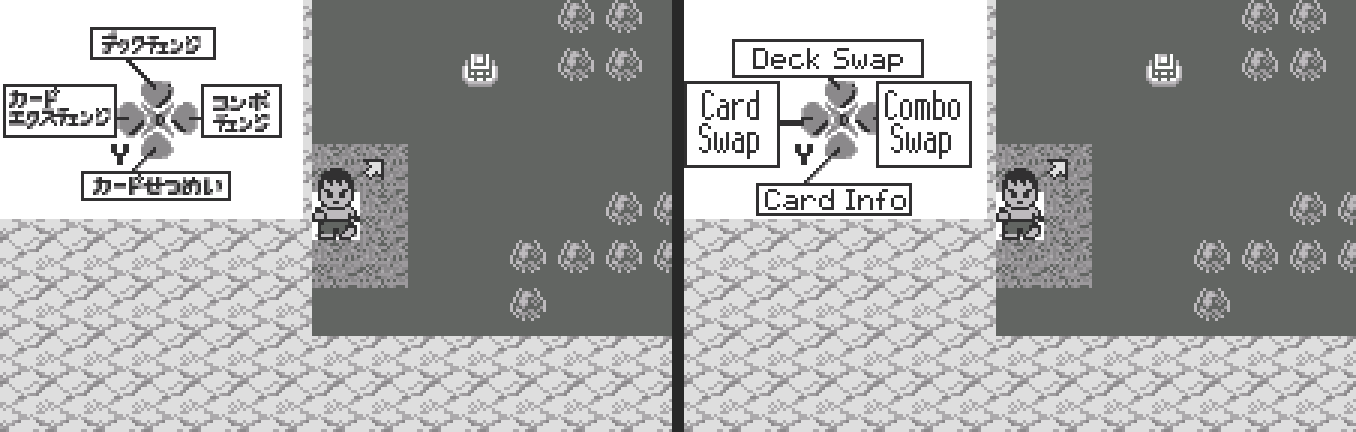 デックチェンジ
カード
エクスチェンジ
コンボ
チェンジ
Y
カードせつめい
Deck Swap
Card
Swap
Combo
Swap
Y
Card Info